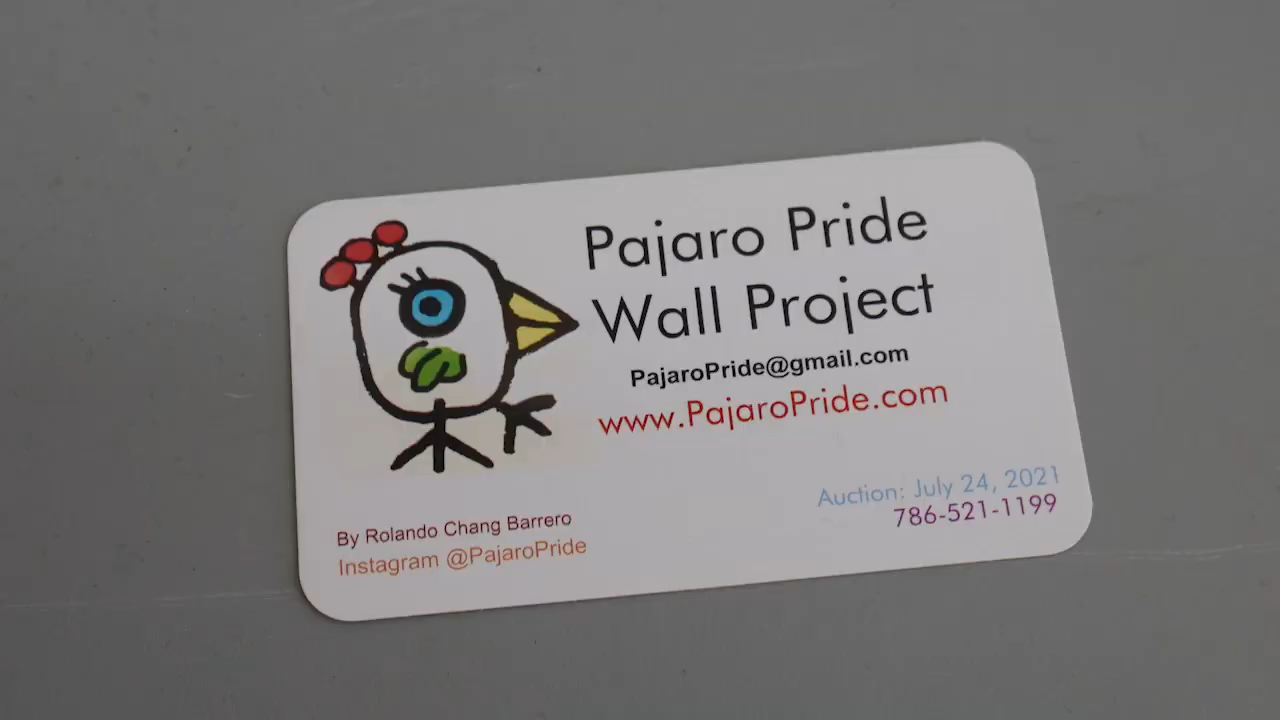 Pajaro Pride
Wall Project
PajaroPride@gmail.com
www.PajaroPride.com
Auction: July 24, 2021
786-521-1199
By Rolando Chang Barrero
Instagram @PajaroPride